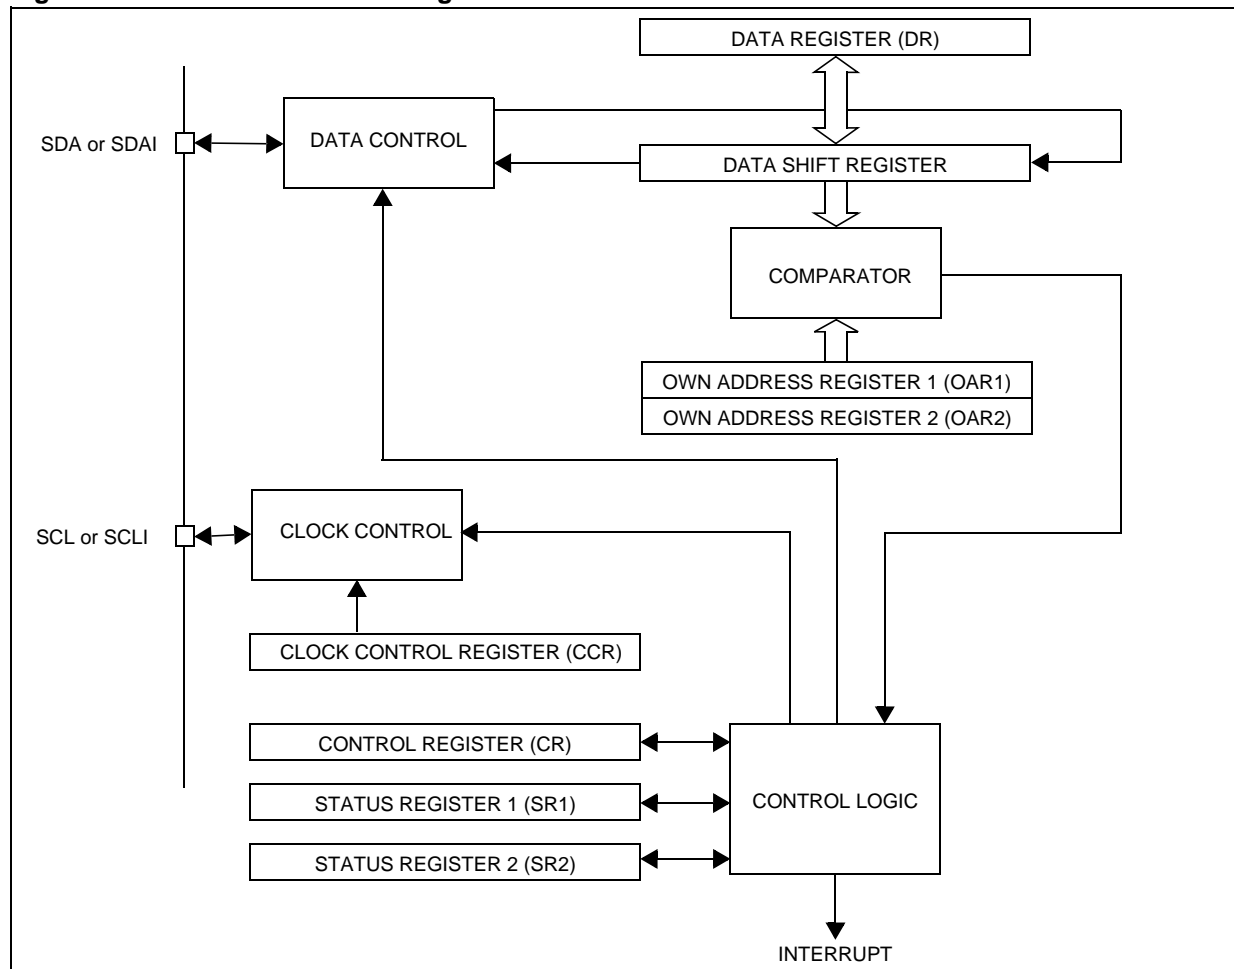 DATA REGISTER (DR)
DATA CONTROL
SDA or SDAI
DATA SHIFT REGISTER
COMPARATOR
OWN ADDRESS REGISTER 1 (OAR1)
OWN ADDRESS REGISTER 2 (OAR2)
CLOCK CONTROL
SCL or SCLI
CLOCK CONTROL REGISTER (CCR)
CONTROL REGISTER (CR)
STATUS REGISTER 1 (SR1)
CONTROL LOGIC
STATUS REGISTER 2 (SR2)
INTERRUPT